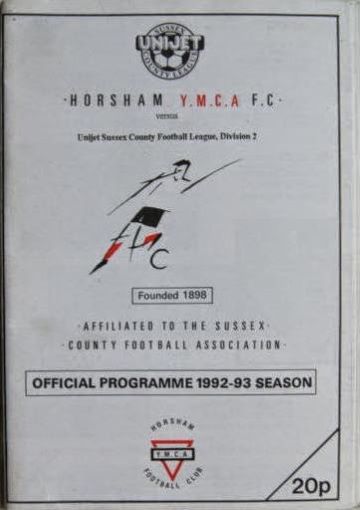 SUSSEX
UNIJET
COUNTY LEAGUE
·HORSHAM Y.M.C.A F.C·
versus
Unijet Sussex County Football League, Division 2
Founded 1898
·AFFILIATED TO THE SUSSEX·
·COUNTY FOOTBALL ASSOCIATION·
OFFICIAL PROGRAMME 1992-93 SEASON
HORSHAM
Y.M.C.A
FOOTBALL CLUB
20p